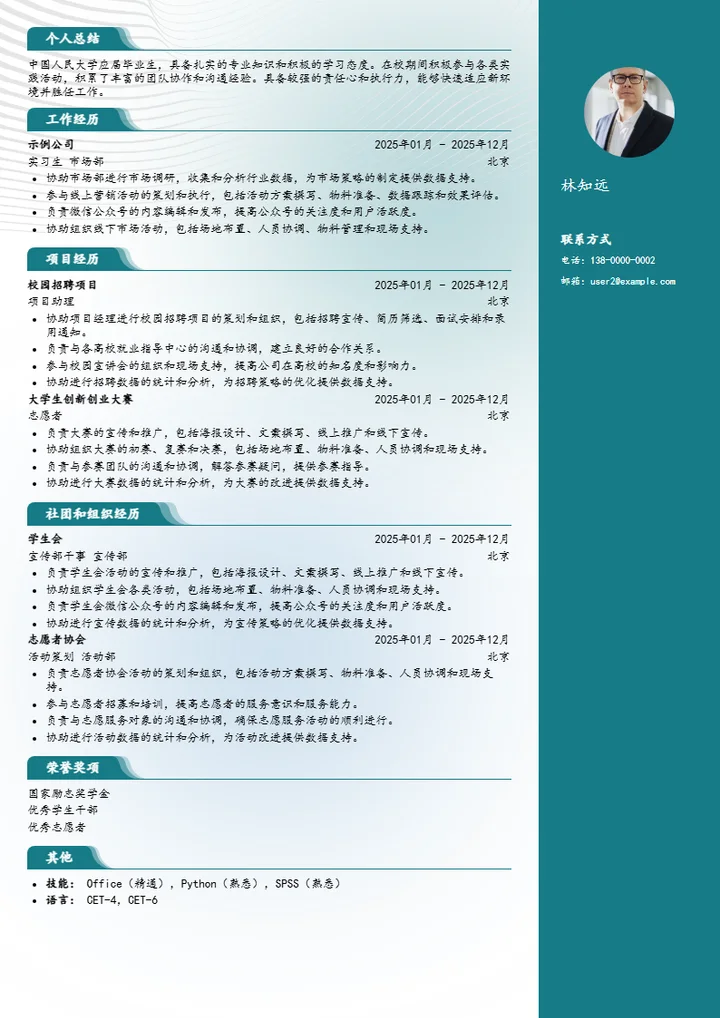 个人总结
中国人民大学应届毕业生，具备扎实的专业知识和积极的学习态度。在校期间积极参与各类实
践活动，积累了丰富的团队协作和沟通经验。具备较强的责任心和执行力，能够快速适应新环
境并胜任工作。
工作经历
示例公司 2025年01月 - 2025年12月
实习生 市场部 北京
• 协助市场部进行市场调研，收集和分析行业数据，为市场策略的制定提供数据支持。
• 参与线上营销活动的策划和执行，包括活动方案撰写、物料准备、数据跟踪和效果评估。
• 负责微信公众号的内容编辑和发布，提高公众号的关注度和用户活跃度。
• 协助组织线下市场活动，包括场地布置、人员协调、物料管理和现场支持。
项目经历
校园招聘项目 2025年01月 - 2025年12月
项目助理 北京
• 协助项目经理进行校园招聘项目的策划和组织，包括招聘宣传、简历筛选、面试安排和录
用通知。
• 负责与各高校就业指导中心的沟通和协调，建立良好的合作关系。
• 参与校园宣讲会的组织和现场支持，提高公司在高校的知名度和影响力。
• 协助进行招聘数据的统计和分析，为招聘策略的优化提供数据支持。
大学生创新创业大赛 2025年01月 - 2025年12月
志愿者 北京
• 负责大赛的宣传和推广，包括海报设计、文案撰写、线上推广和线下宣传。
• 协助组织大赛的初赛、复赛和决赛，包括场地布置、物料准备、人员协调和现场支持。
• 负责与参赛团队的沟通和协调，解答参赛疑问，提供参赛指导。
• 协助进行大赛数据的统计和分析，为大赛的改进提供数据支持。
社团和组织经历
学生会 2025年01月 - 2025年12月
宣传部干事 宣传部 北京
• 负责学生会活动的宣传和推广，包括海报设计、文案撰写、线上推广和线下宣传。
• 协助组织学生会各类活动，包括场地布置、物料准备、人员协调和现场支持。
• 负责学生会微信公众号的内容编辑和发布，提高公众号的关注度和用户活跃度。
• 协助进行宣传数据的统计和分析，为宣传策略的优化提供数据支持。
志愿者协会 2025年01月 - 2025年12月
活动策划 活动部 北京
• 负责志愿者协会活动的策划和组织，包括活动方案撰写、物料准备、人员协调和现场支
持。
• 参与志愿者招募和培训，提高志愿者的服务意识和服务能力。
• 负责与志愿服务对象的沟通和协调，确保志愿服务活动的顺利进行。
• 协助进行活动数据的统计和分析，为活动改进提供数据支持。
荣誉奖项
国家励志奖学金
优秀学生干部
优秀志愿者
其他
• 技能： Office（精通），Python（熟悉），SPSS（熟悉）
• 语言： CET-4，CET-6
林知远
联系方式
电话：138-0000-0002
邮箱：user2@example.com